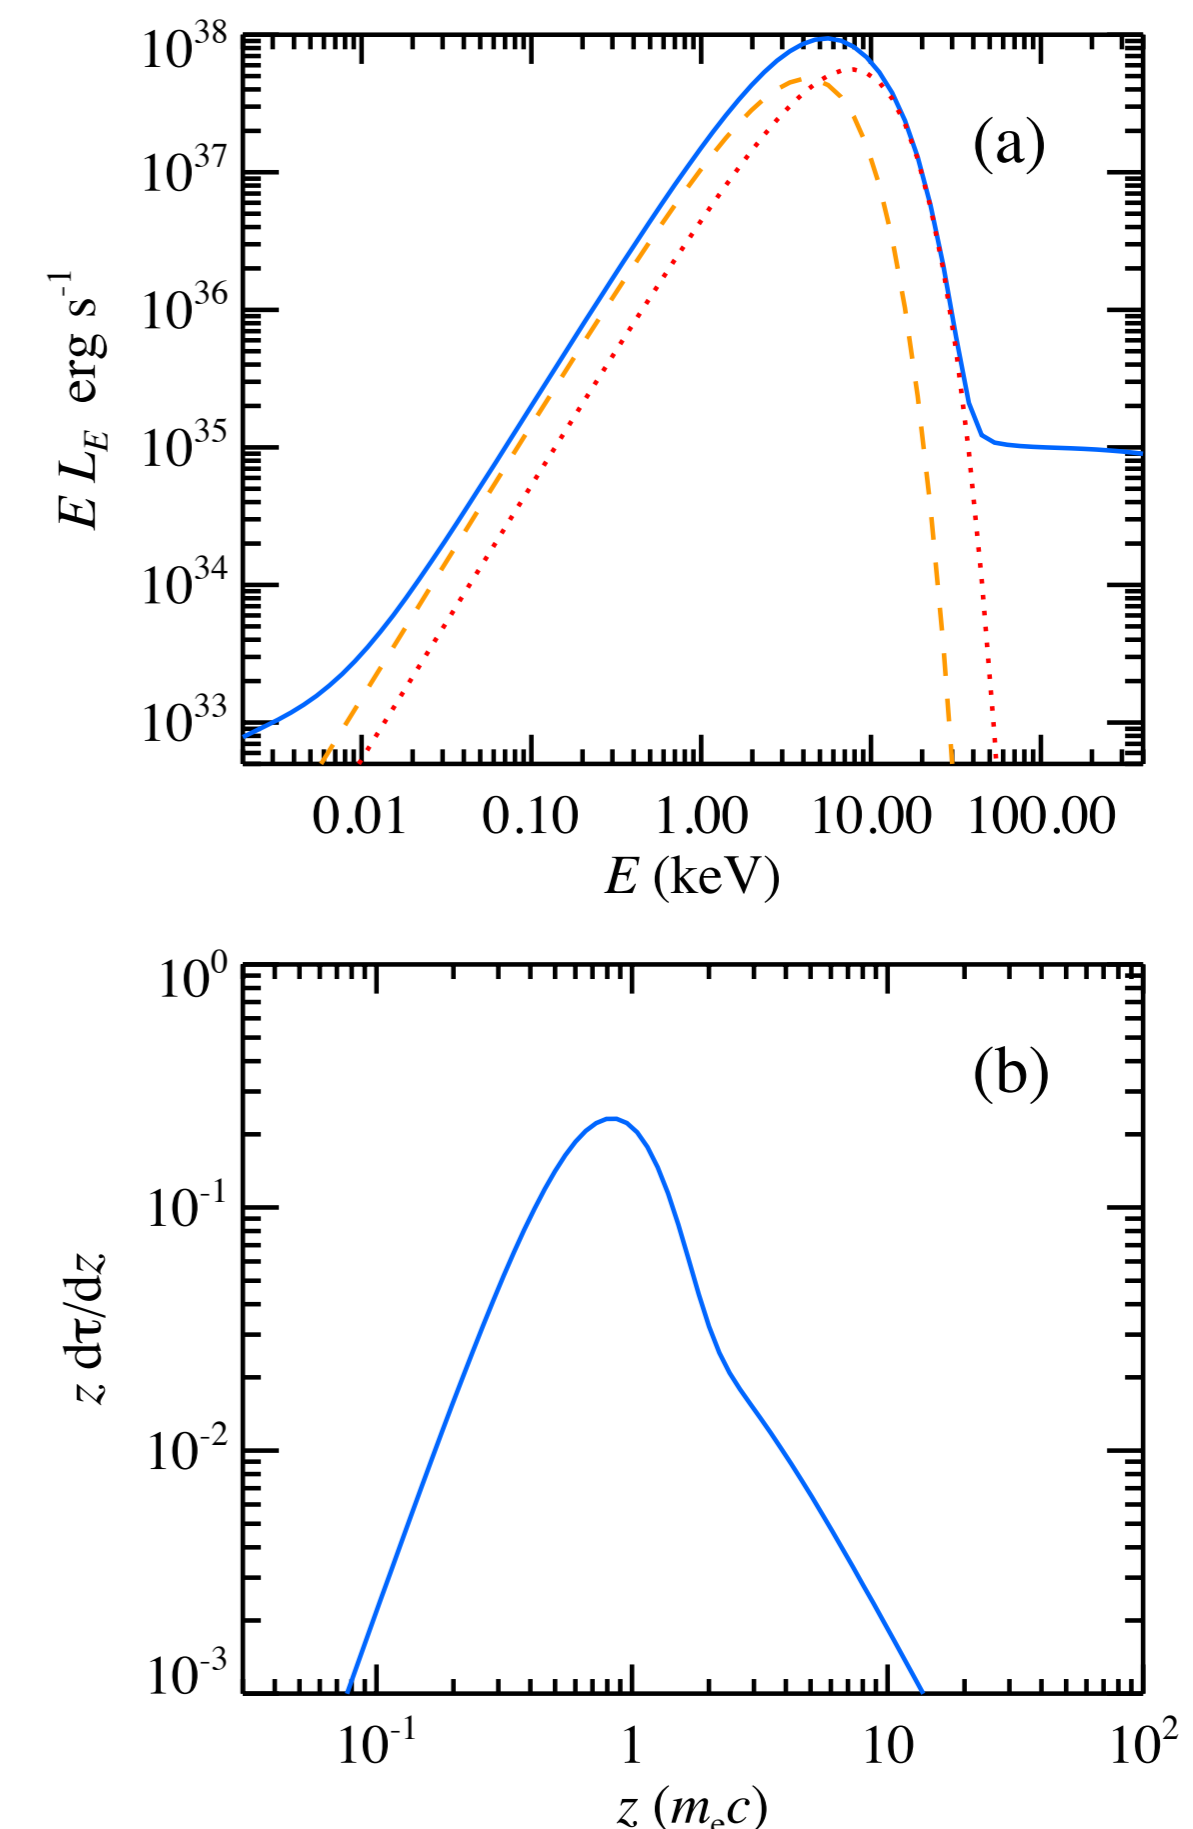 10^38
(a)
10^37
10^36
E L_E erg s^-1
10^35
10^34
10^33
0.01 0.10 1.00 10.00 100.00
E (keV)
10^0
(b)
10^-1
z dτ/dz
10^-2
10^-3
10^-1 1 10 10^2
z (m_e c)